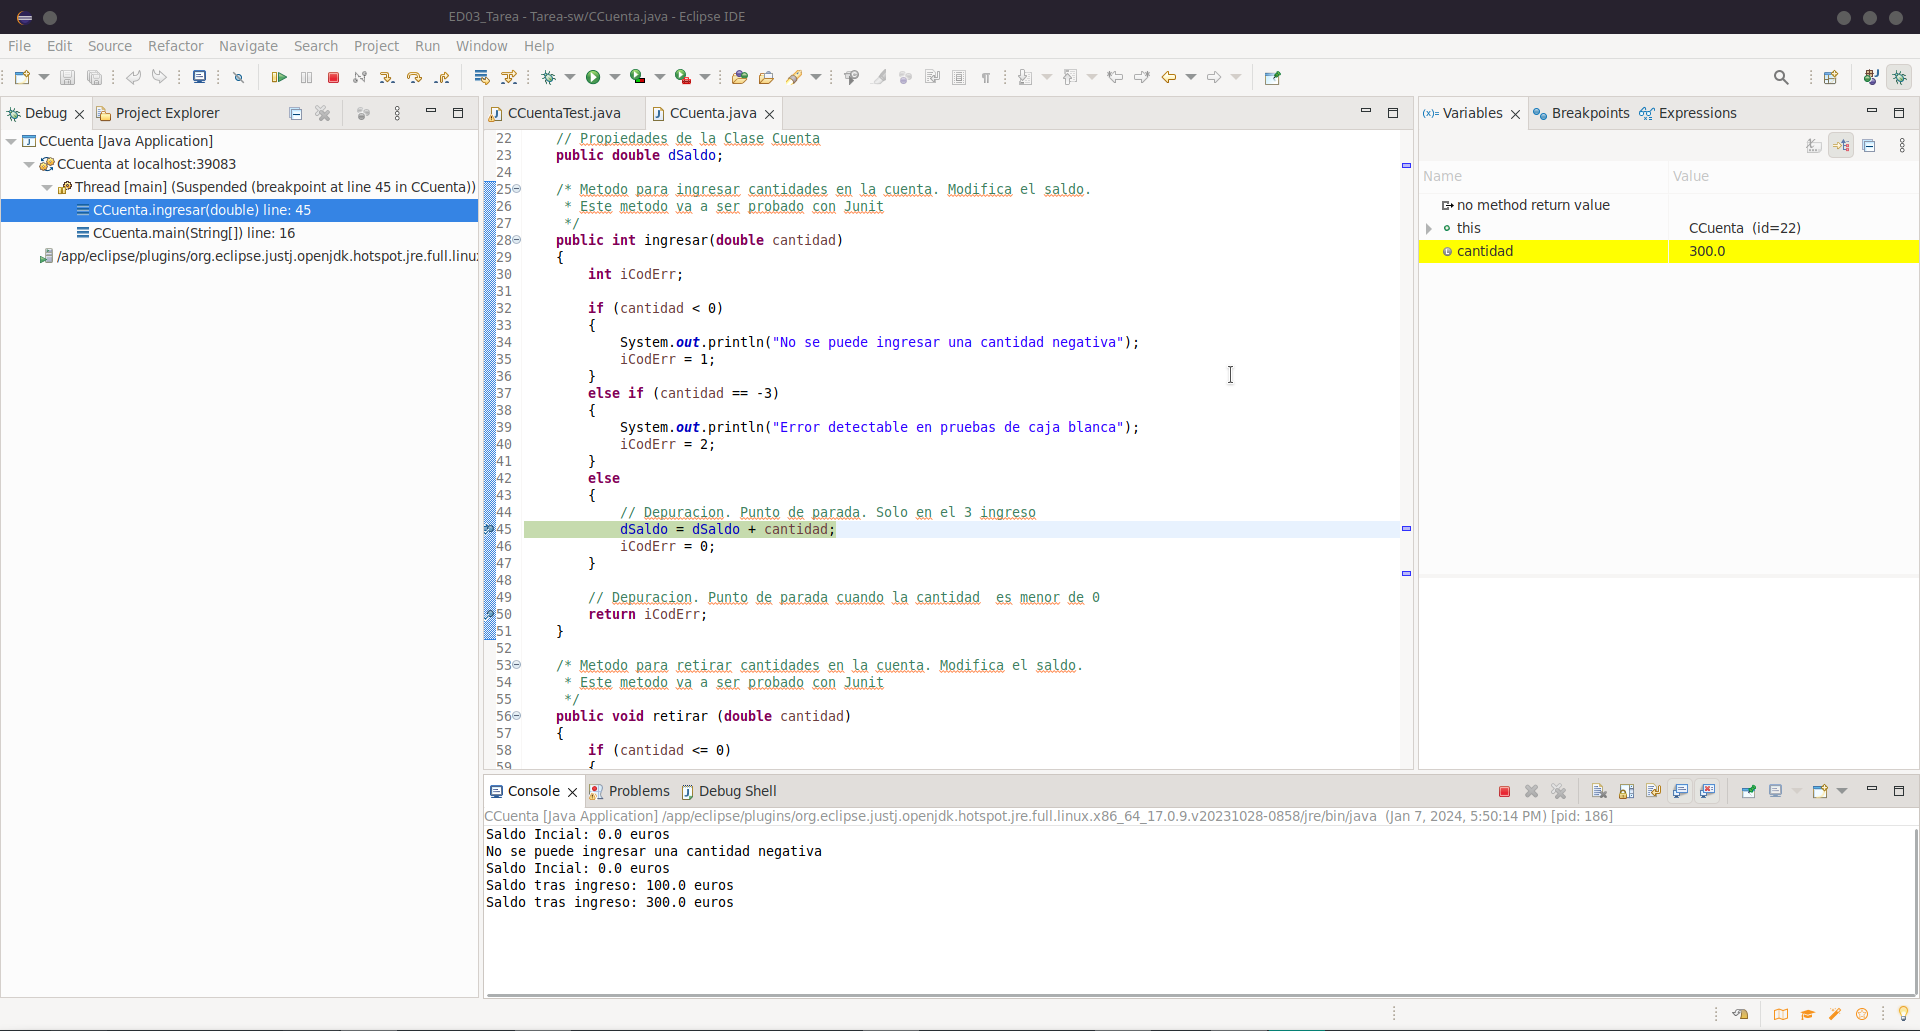 ED03_Tarea - Tarea-sw/CCuenta.java - Eclipse IDE
File Edit Source Refactor Navigate Search Project Run Window Help
Debug Project Explorer
CCuenta [Java Application]
CCuenta at localhost:39083
Thread [main] (Suspended (breakpoint at line 45 in CCuenta))
CCuenta.ingresar(double) line: 45
CCuenta.main(String[]) line: 16
/app/eclipse/plugins/org.eclipse.justj.openjdk.hotspot.jre.full.linu
CCuentaTest.java CCuenta.java
22 // Propiedades de la Clase Cuenta
23 public double dSaldo;
24
25 /* Metodo para ingresar cantidades en la cuenta. Modifica el saldo.
26 * Este metodo va a ser probado con Junit
27 */
28 public int ingresar(double cantidad)
29 {
30 int iCodErr;
31
32 if (cantidad < 0)
33 {
34 System.out.println("No se puede ingresar una cantidad negativa");
35 iCodErr = 1;
36 }
37 else if (cantidad == -3)
38 {
39 System.out.println("Error detectable en pruebas de caja blanca");
40 iCodErr = 2;
41 }
42 else
43 {
44 // Depuracion. Punto de parada. Solo en el 3 ingreso
45 dSaldo = dSaldo + cantidad;
46 iCodErr = 0;
47 }
48
49 // Depuracion. Punto de parada cuando la cantidad  es menor de 0
50 return iCodErr;
51 }
52
53 /* Metodo para retirar cantidades en la cuenta. Modifica el saldo.
54 * Este metodo va a ser probado con Junit
55 */
56 public void retirar (double cantidad)
57 {
58 if (cantidad <= 0)
59 {
(x)= Variables Breakpoints Expressions
Name Value
no method return value
this CCuenta (id=22)
cantidad 300.0
Console Problems Debug Shell
CCuenta [Java Application] /app/eclipse/plugins/org.eclipse.justj.openjdk.hotspot.jre.full.linux.x86_64_17.0.9.v20231028-0858/jre/bin/java (Jan 7, 2024, 5:50:14 PM) [pid: 186]
Saldo Incial: 0.0 euros
No se puede ingresar una cantidad negativa
Saldo Incial: 0.0 euros
Saldo tras ingreso: 100.0 euros
Saldo tras ingreso: 300.0 euros